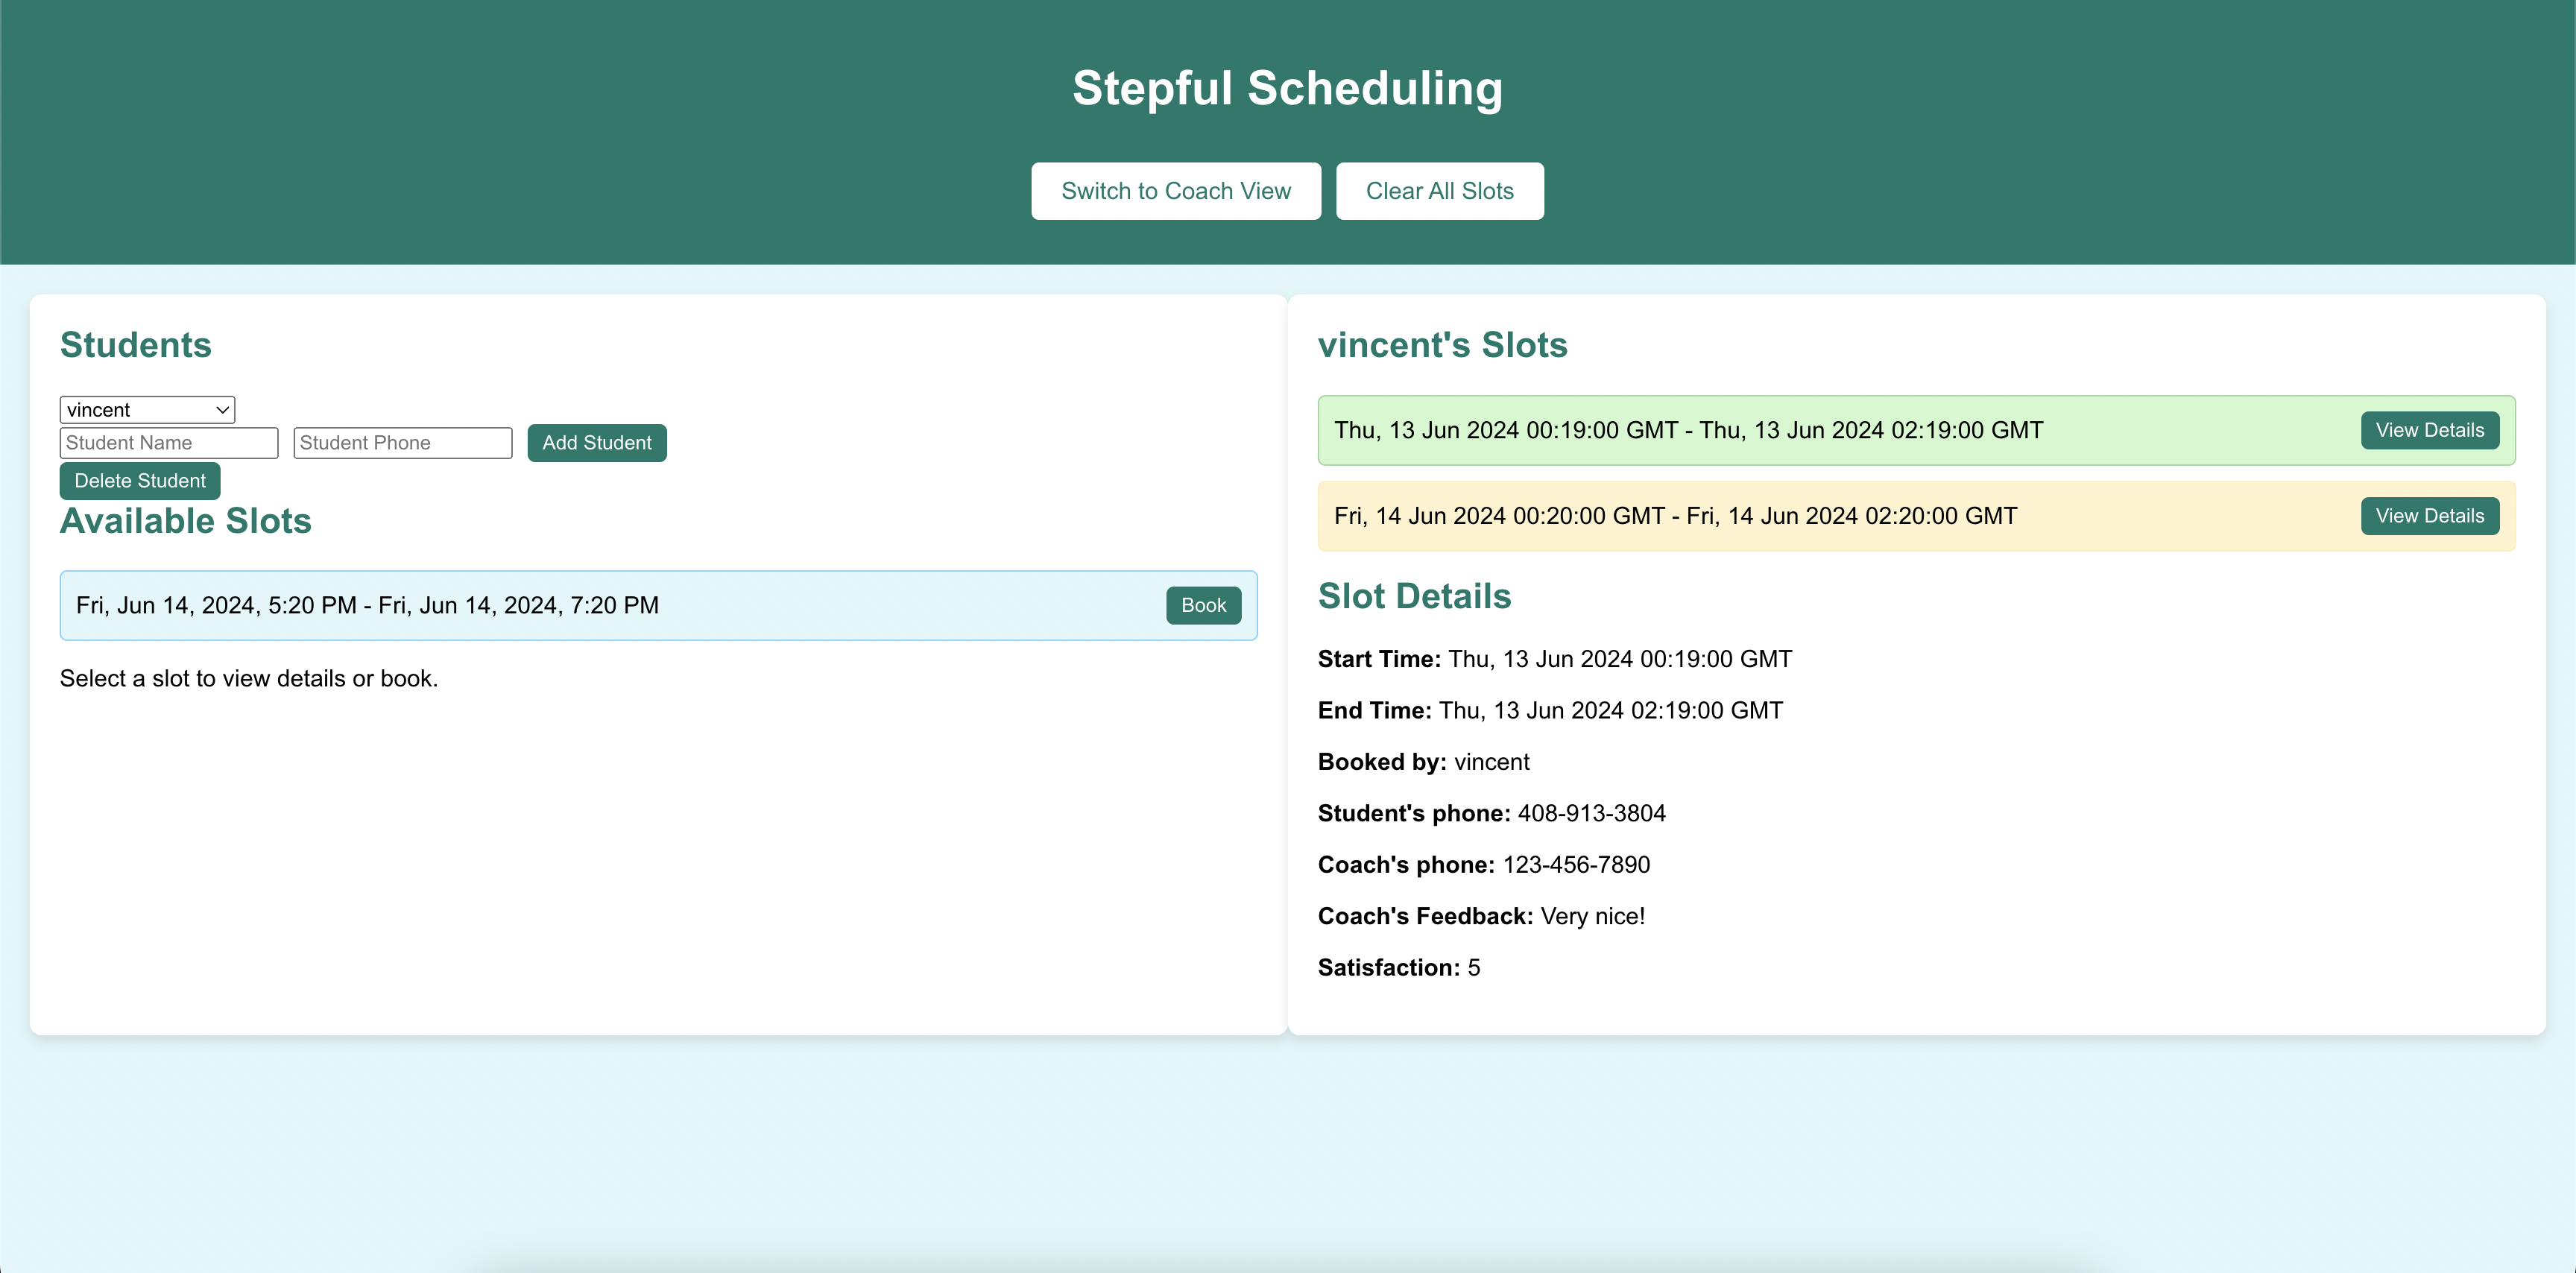 Stepful Scheduling
Switch to Coach View Clear All Slots
Students
vincent
Student Name Student Phone Add Student
Delete Student
Available Slots
Fri, Jun 14, 2024, 5:20 PM - Fri, Jun 14, 2024, 7:20 PM Book
Select a slot to view details or book.
vincent's Slots
Thu, 13 Jun 2024 00:19:00 GMT - Thu, 13 Jun 2024 02:19:00 GMT View Details
Fri, 14 Jun 2024 00:20:00 GMT - Fri, 14 Jun 2024 02:20:00 GMT View Details
Slot Details
Start Time: Thu, 13 Jun 2024 00:19:00 GMT
End Time: Thu, 13 Jun 2024 02:19:00 GMT
Booked by: vincent
Student's phone: 408-913-3804
Coach's phone: 123-456-7890
Coach's Feedback: Very nice!
Satisfaction: 5